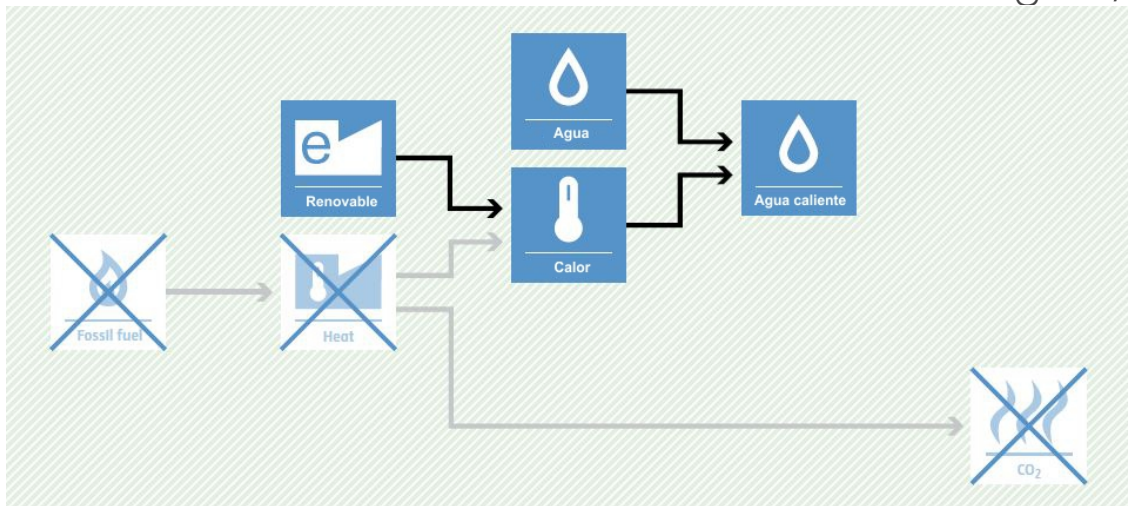 Agua
e
Renovable
Agua caliente
Calor
Fossil fuel
Heat
CO₂